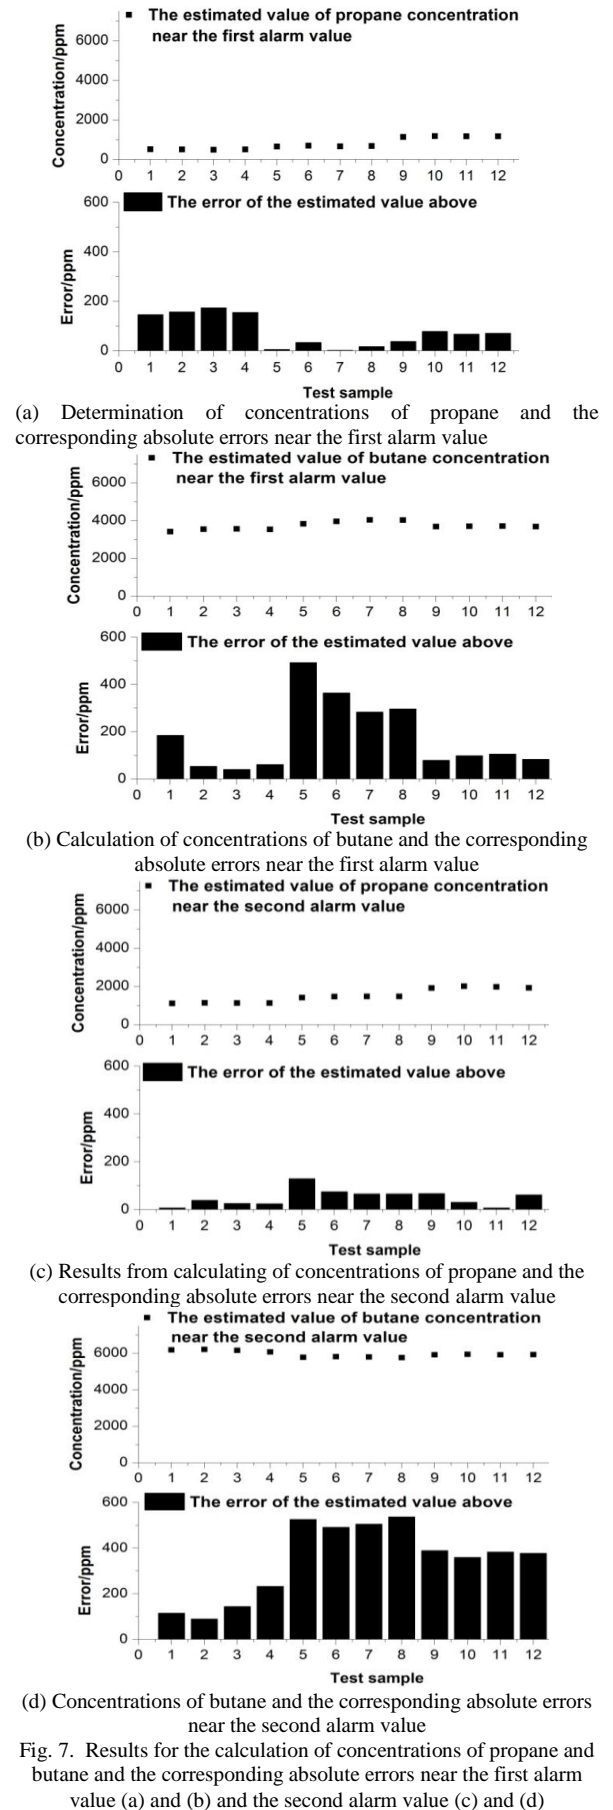 The estimated value of propane concentration
near the first alarm value
Concentration/ppm
6000
4000
2000
0
0 1 2 3 4 5 6 7 8 9 10 11 12
The error of the estimated value above
Error/ppm
600
400
200
0
0 1 2 3 4 5 6 7 8 9 10 11 12
Test sample
(a) Determination of concentrations of propane and the
corresponding absolute errors near the first alarm value
The estimated value of butane concentration
near the first alarm value
Concentration/ppm
6000
4000
2000
0
0 1 2 3 4 5 6 7 8 9 10 11 12
The error of the estimated value above
Error/ppm
600
400
200
0
0 1 2 3 4 5 6 7 8 9 10 11 12
Test sample
(b) Calculation of concentrations of butane and the corresponding
absolute errors near the first alarm value
The estimated value of propane concentration
near the second alarm value
Concentration/ppm
6000
4000
2000
0
0 1 2 3 4 5 6 7 8 9 10 11 12
The error of the estimated value above
Error/ppm
600
400
200
0
0 1 2 3 4 5 6 7 8 9 10 11 12
Test sample
(c) Results from calculating of concentrations of propane and the
corresponding absolute errors near the second alarm value
The estimated value of butane concentration
near the second alarm value
Concentration/ppm
6000
4000
2000
0
0 1 2 3 4 5 6 7 8 9 10 11 12
The error of the estimated value above
Error/ppm
600
400
200
0
0 1 2 3 4 5 6 7 8 9 10 11 12
Test sample
(d) Concentrations of butane and the corresponding absolute errors
near the second alarm value
Fig. 7. Results for the calculation of concentrations of propane and
butane and the corresponding absolute errors near the first alarm
value (a) and (b) and the second alarm value (c) and (d)